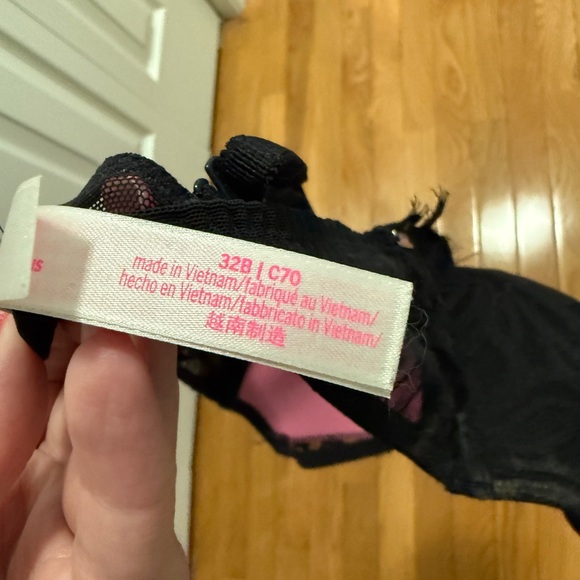 32B | C70
made in Vietnam/fabriqué au Vietnam/
hecho en Vietnam/fabbricato in Vietnam/
越南制造